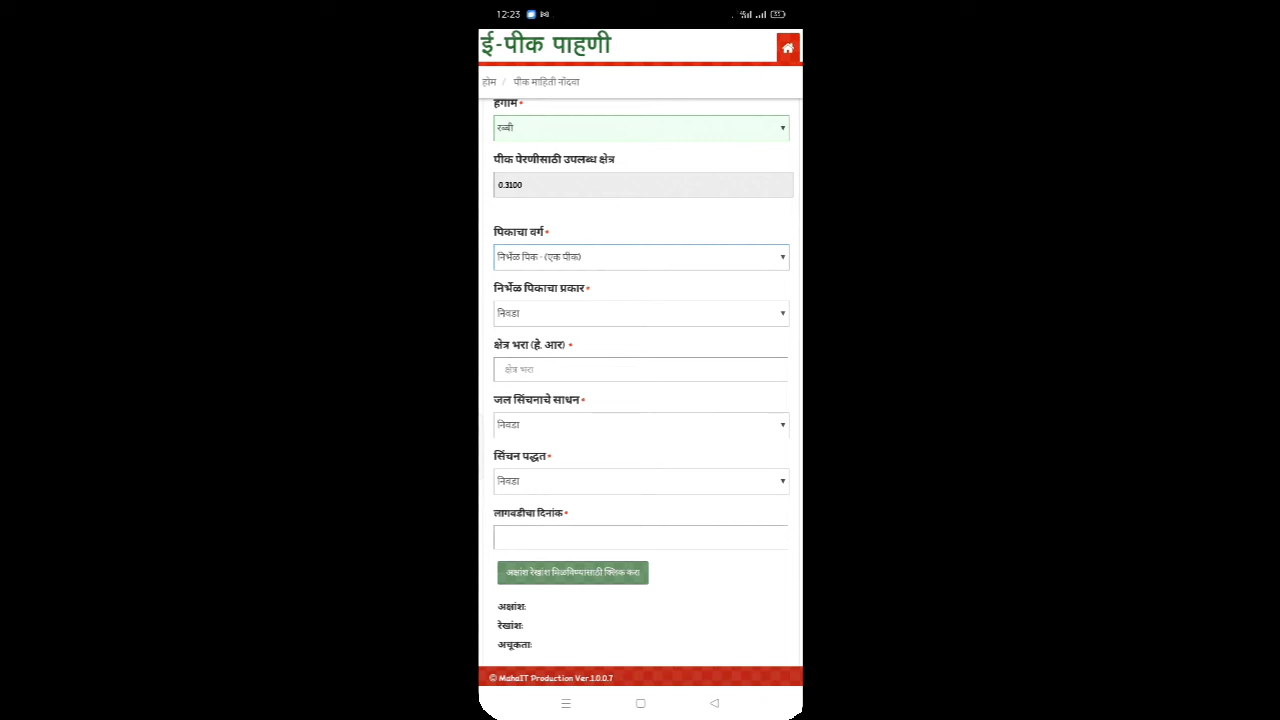 12:23
ई-पीक पाहणी
होम / पीक माहिती नोंदवा
हंगाम*
रब्बी
पीक पेरणीसाठी उपलब्ध क्षेत्र
0.3100
पिकाचा वर्ग*
निर्भेळ पिक - (एक पीक)
निर्भेळ पिकाचा प्रकार*
निवडा
क्षेत्र भरा (हे. आर) *
क्षेत्र भरा
जल सिंचनाचे साधन*
निवडा
सिंचन पद्धत*
निवडा
लागवडीचा दिनांक*
अक्षांश रेखांश मिळविण्यासाठी क्लिक करा
अक्षांश:
रेखांश:
अचूकता:
© MahaIT Production Ver.1.0.0.7